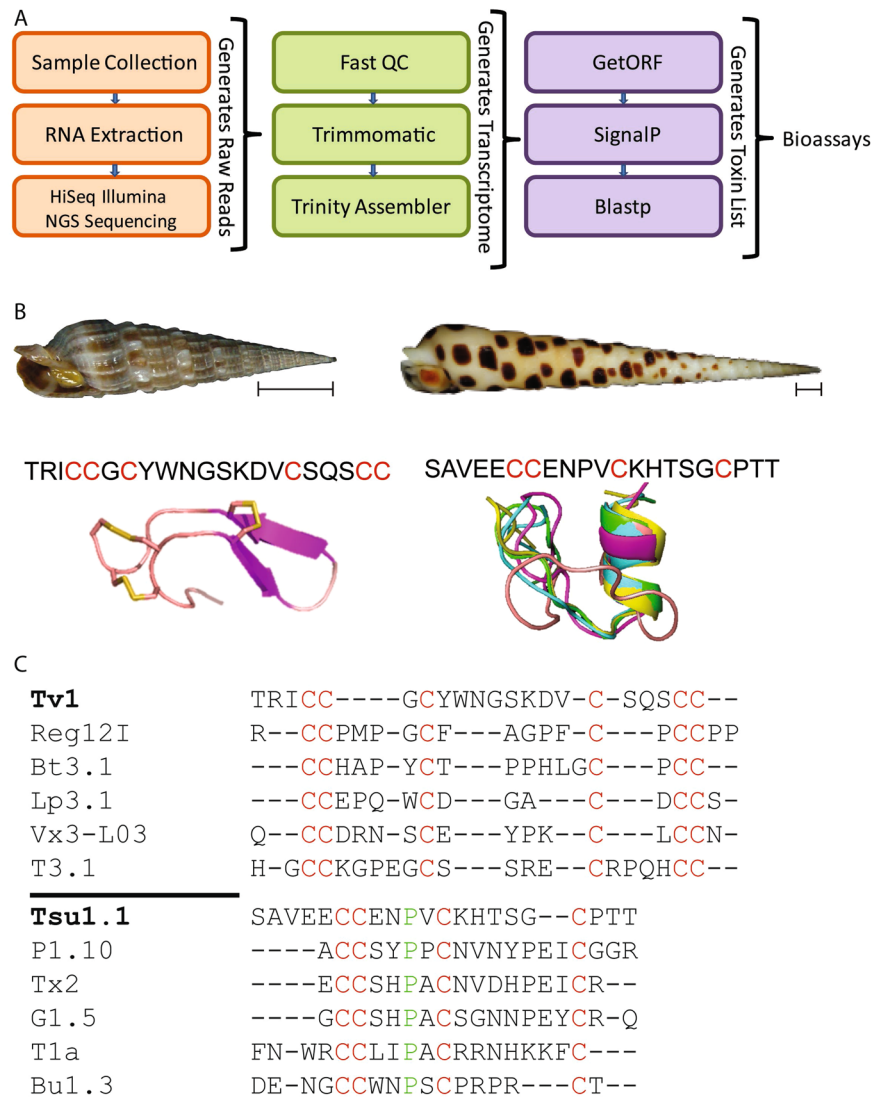 A
Sample Collection
RNA Extraction
HiSeq Illumina
NGS Sequencing
Generates Raw Reads
Fast QC
Trimmomatic
Trinity Assembler
Generates Transcriptome
GetORF
SignalP
Blastp
Generates Toxin List
Bioassays
B
TRICCGCYWNGSKDVCSQSCC
SAVEECCENPVCKHTSGCPTT
C
Tv1 TRICC----GCYWNGSKDV-C-SQSCC--
Reg12I R--CCPMP-GCF---AGPF-C---PCCPP
Bt3.1 ---CCHAP-YCT---PPHLGC---PCC--
Lp3.1 ---CCEPQ-WCD---GA---C---DCCS-
Vx3-L03 Q--CCDRN-SCE---YPK--C---LCCN-
T3.1 H-GCCKGPEGCS---SRE--CRPQHCC--
Tsu1.1 SAVEECCENPVCKHTSG--CPTT
P1.10 ----ACCSYPPCNVNYPEICGGR
Tx2 ----ECCSHPACNVDHPEICR--
G1.5 ----GCCSHPACSGNNPEYCR-Q
T1a FN-WRCCLIPACRRNHKKFC---
Bu1.3 DE-NGCCWNPSCPRPR---CT--